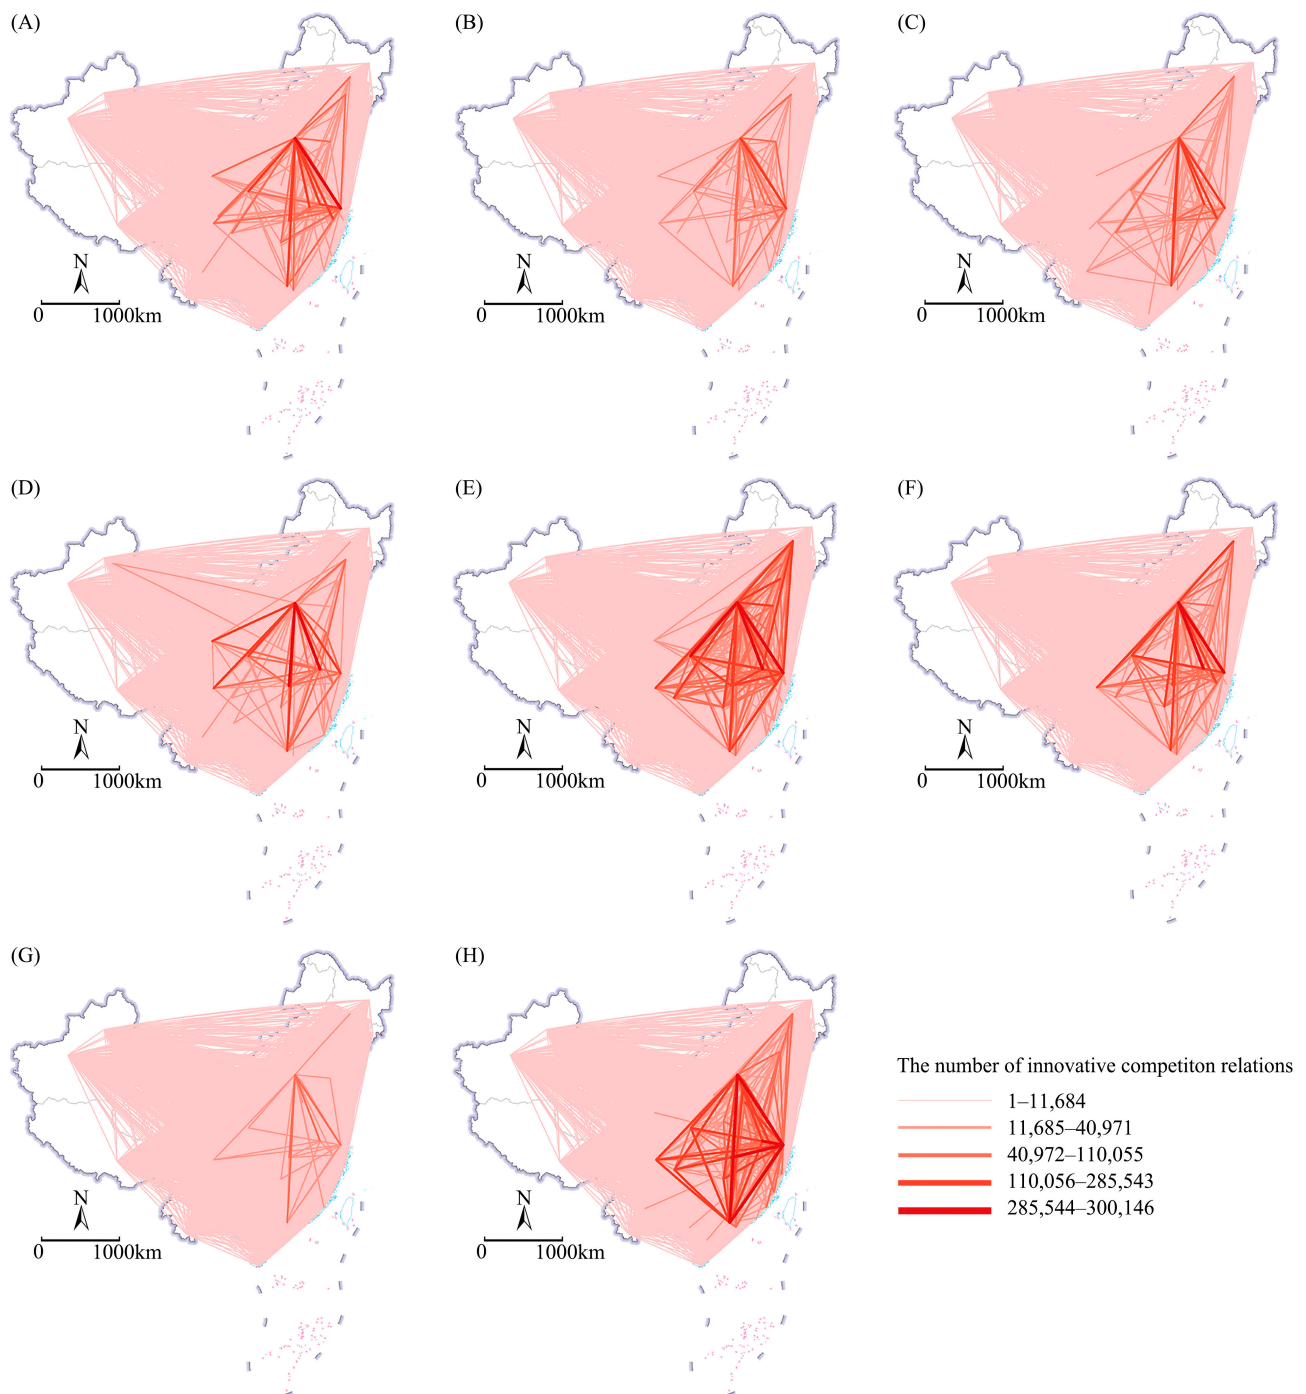 (A)
(B)
(C)
N
N
N
0 1000km
0 1000km
0 1000km
(D)
(E)
(F)
N
N
N
0 1000km
0 1000km
0 1000km
(G)
(H)
The number of innovative competiton relations
1–11,684
11,685–40,971
40,972–110,055
110,056–285,543
285,544–300,146
N
N
0 1000km
0 1000km